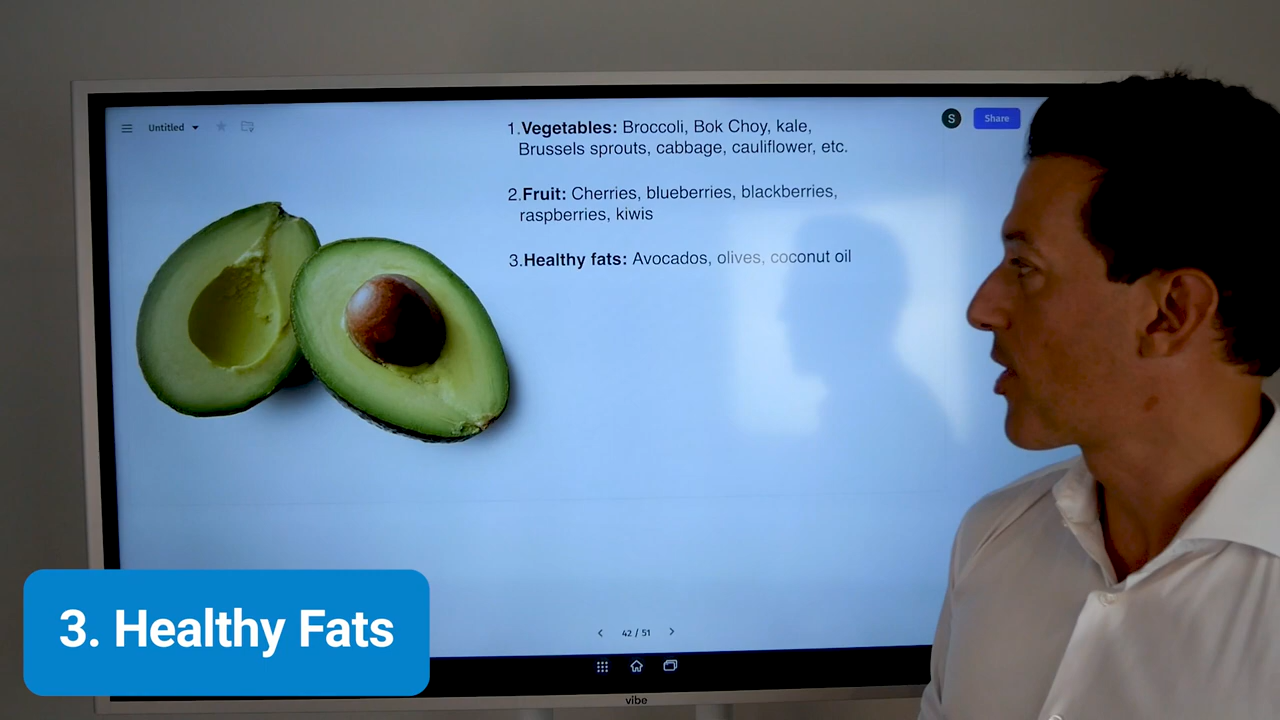 Untitled
S
Share
1.Vegetables: Broccoli, Bok Choy, kale,
Brussels sprouts, cabbage, cauliflower, etc.
2.Fruit: Cherries, blueberries, blackberries,
raspberries, kiwis
3.Healthy fats: Avocados, olives, coconut oil
42 / 51
vibe
3. Healthy Fats